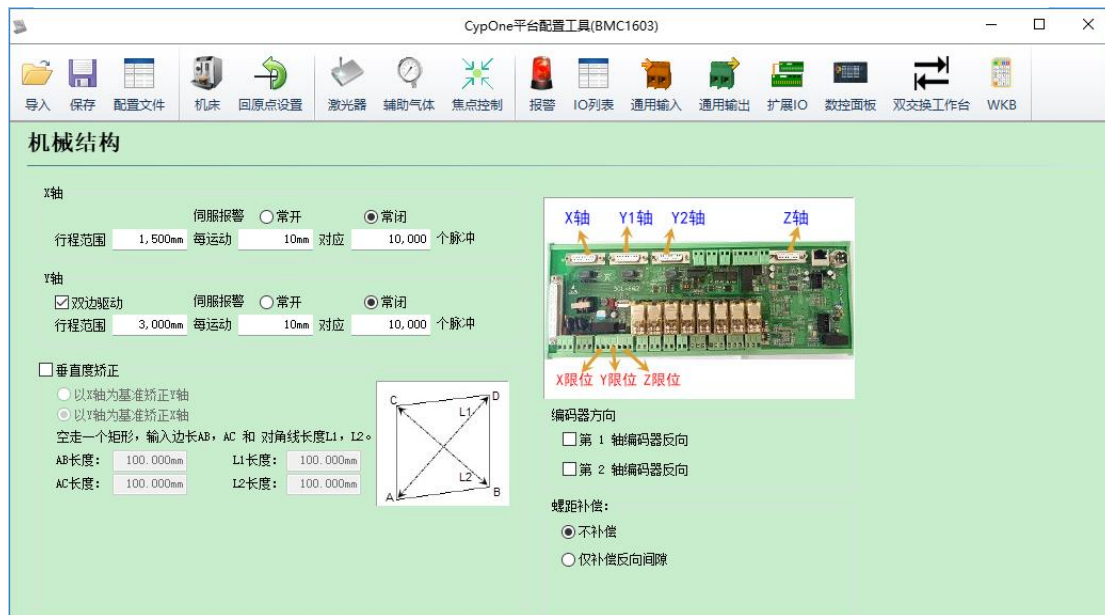 CypOne平台配置工具(BMC1603)
导入 保存 配置文件 机床 回原点设置 激光器 辅助气体 焦点控制 报警 IO列表 通用输入 通用输出 扩展IO 数控面板 双交换工作台 WKB
机械结构
X轴
伺服报警 常开 常闭
行程范围 1,500mm 每运动 10mm 对应 10,000 个脉冲
Y轴
双边驱动 伺服报警 常开 常闭
行程范围 3,000mm 每运动 10mm 对应 10,000 个脉冲
垂直度矫正
以X轴为基准矫正Y轴
以Y轴为基准矫正X轴
空走一个矩形，输入边长AB，AC 和 对角线长度L1，L2。
AB长度： 100.000mm L1长度： 100.000mm
AC长度： 100.000mm L2长度： 100.000mm
C D
L1
L2
A B
X轴 Y1轴 Y2轴 Z轴
X限位 Y限位 Z限位
编码器方向
第 1 轴编码器反向
第 2 轴编码器反向
螺距补偿：
不补偿
仅补偿反向间隙